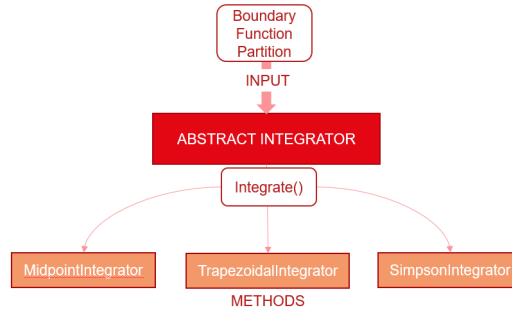 Boundary
Function
Partition
INPUT
ABSTRACT INTEGRATOR
Integrate()
MidpointIntegrator
TrapezoidalIntegrator
SimpsonIntegrator
METHODS